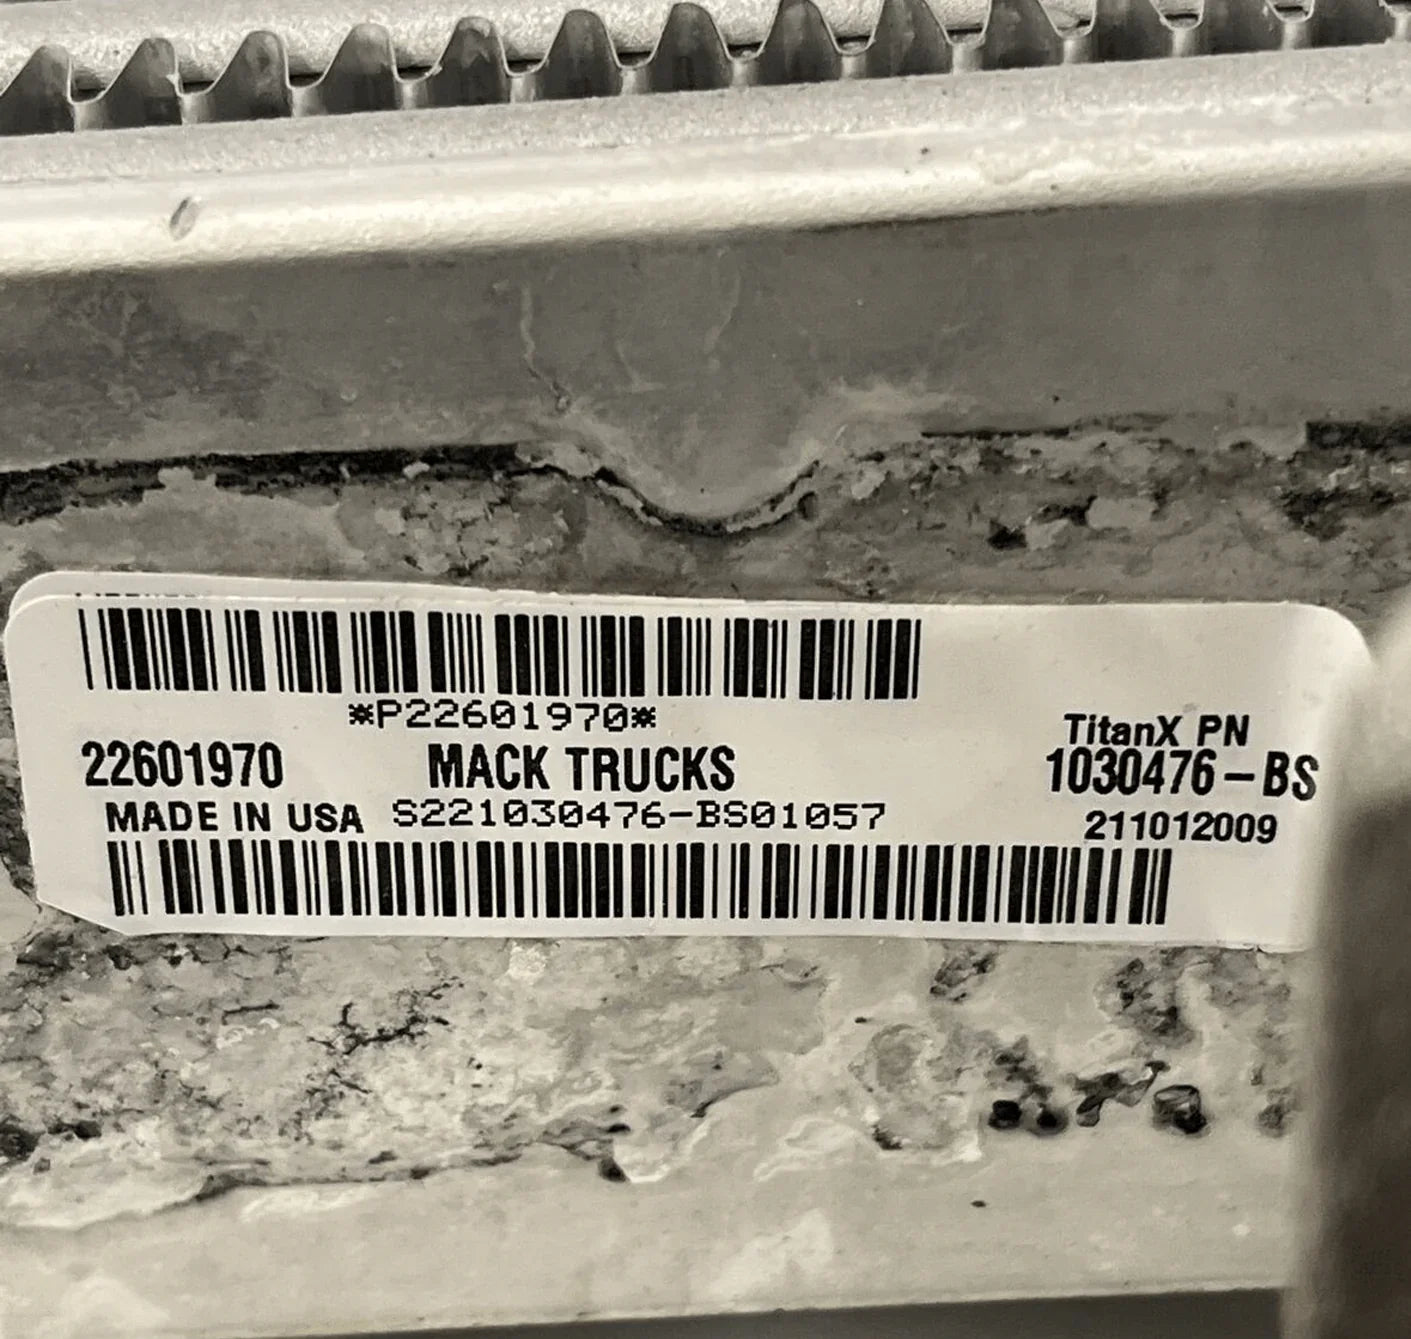 *P22601970*
22601970 MACK TRUCKS
TitanX PN
1030476-BS
MADE IN USA S221030476-BS01057
211012009